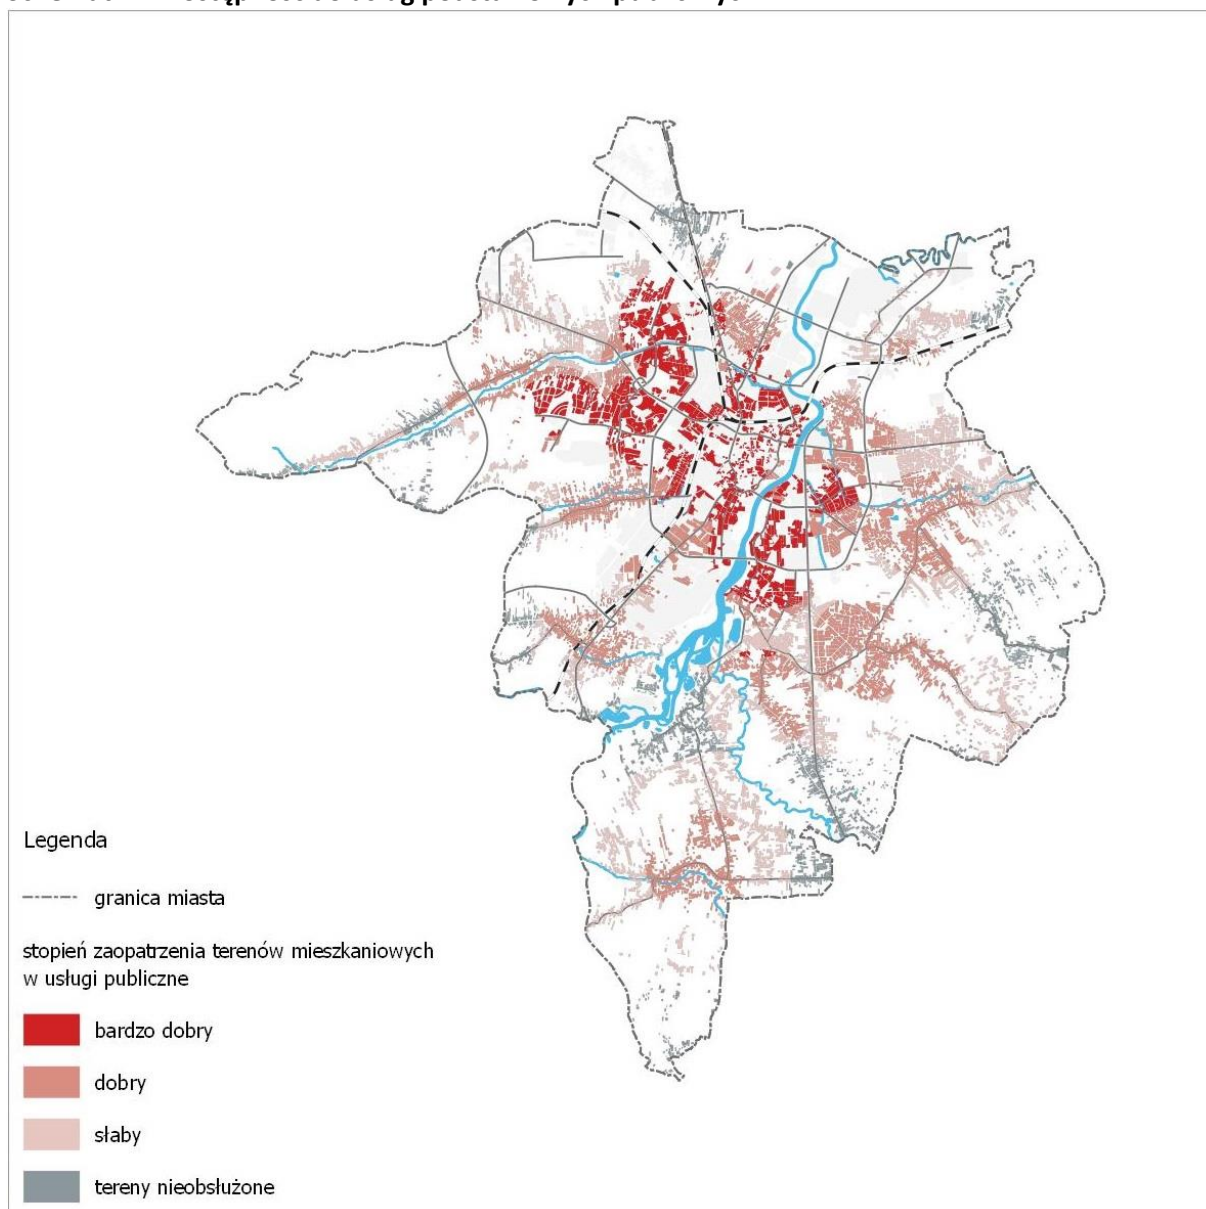 Legenda
granica miasta
stopień zaopatrzenia terenów mieszkaniowych
w usługi publiczne
bardzo dobry
dobry
słaby
tereny nieobsłużone